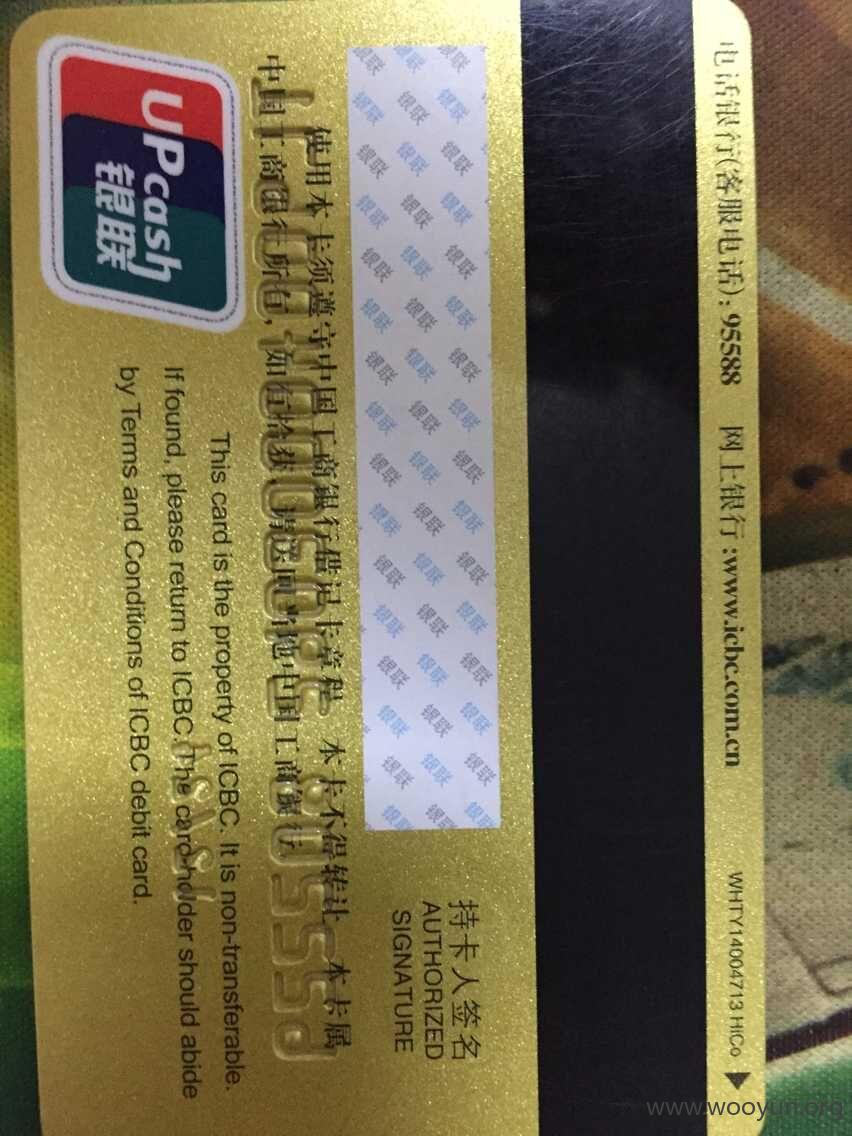 电话银行(客服电话): 95588 网上银行:www.icbc.com.cn
WHTY14004713 HiCo
持卡人签名
AUTHORIZED
SIGNATURE
银联
使用本卡须遵守中国工商银行借记卡章程。本卡不得转让。本卡属
中国工商银行所有，如有拾获，请送回当地中国工商银行。
This card is the property of ICBC. It is non-transferable.
If found, please return to ICBC. The card-holder should abide
by Terms and Conditions of ICBC debit card.
UPcash
银联
www.wooyun.org